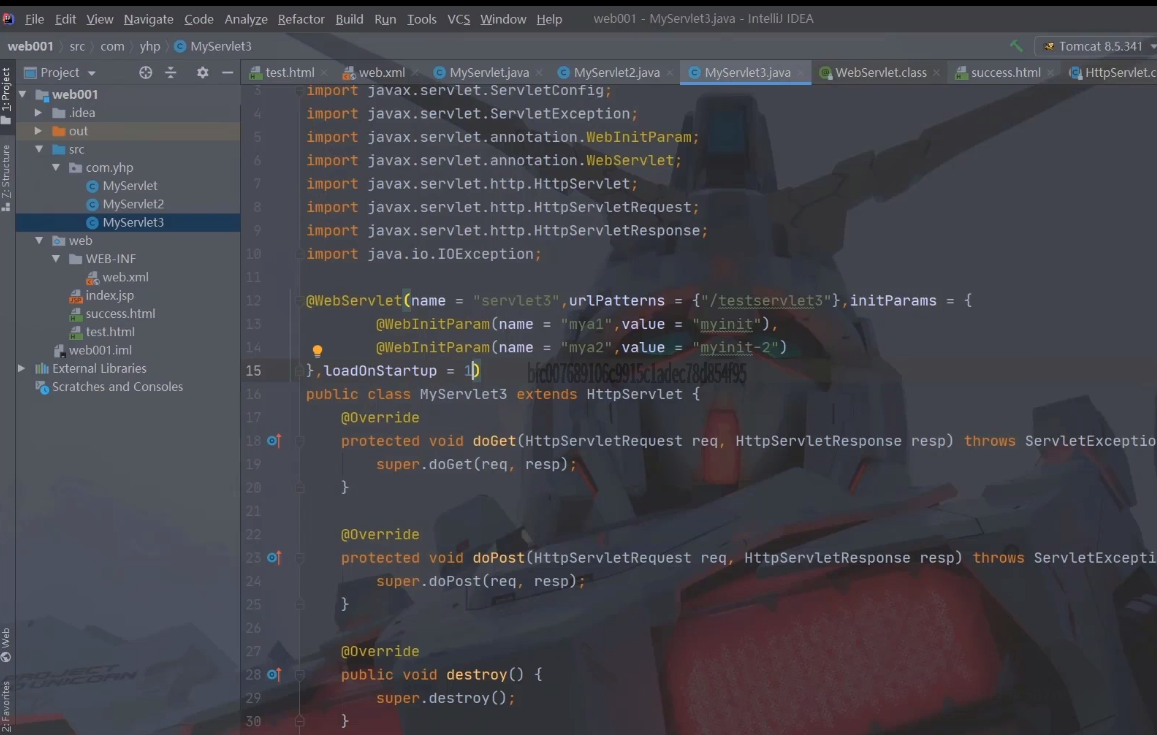 File Edit View Navigate Code Analyze Refactor Build Run Tools VCS Window Help web001 - MyServlet3.java - IntelliJ IDEA
web001 src com yhp MyServlet3 Tomcat 8.5.341
Project test.html web.xml MyServlet.java MyServlet2.java MyServlet3.java WebServlet.class success.html HttpServlet.c
1: Project
Z: Structure
Web
2: Favorites
web001
.idea
out
src
com.yhp
MyServlet
MyServlet2
MyServlet3
web
WEB-INF
web.xml
index.jsp
success.html
test.html
web001.iml
External Libraries
Scratches and Consoles
3 import javax.servlet.ServletConfig;
4 import javax.servlet.ServletException;
5 import javax.servlet.annotation.WebInitParam;
6 import javax.servlet.annotation.WebServlet;
7 import javax.servlet.http.HttpServlet;
8 import javax.servlet.http.HttpServletRequest;
9 import javax.servlet.http.HttpServletResponse;
10 import java.io.IOException;
11
12 @WebServlet(name = "servlet3",urlPatterns = {"/testservlet3"},initParams = {
13 @WebInitParam(name = "mya1",value = "myinit"),
14 @WebInitParam(name = "mya2",value = "myinit-2")
15 },loadOnStartup = 1)
bfc007689106c9915c1adec78d854f95
16 public class MyServlet3 extends HttpServlet {
17 @Override
18 protected void doGet(HttpServletRequest req, HttpServletResponse resp) throws ServletExceptio
19 super.doGet(req, resp);
20 }
21
22 @Override
23 protected void doPost(HttpServletRequest req, HttpServletResponse resp) throws ServletExcepti
24 super.doPost(req, resp);
25 }
26
27 @Override
28 public void destroy() {
29 super.destroy();
30 }